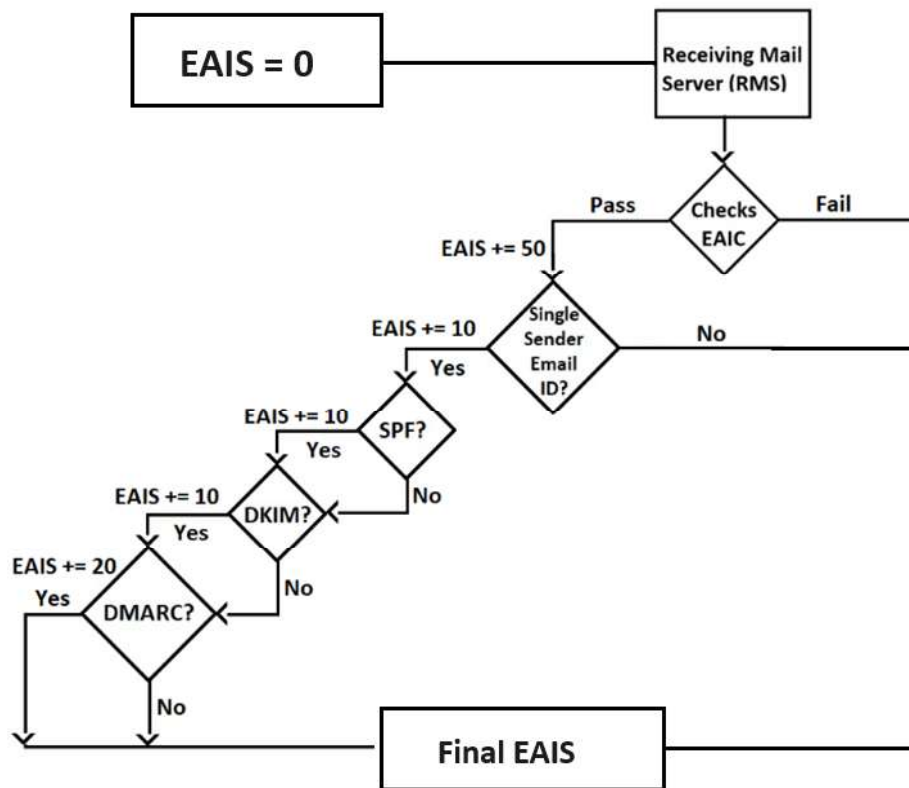 EAIS = 0
Receiving Mail
Server (RMS)
Pass
Checks
EAIC
Fail
EAIS += 50
Single
Sender
Email
ID?
EAIS += 10
Yes
No
EAIS += 10
Yes
SPF?
No
EAIS += 10
Yes
DKIM?
No
EAIS += 20
Yes
DMARC?
No
Final EAIS